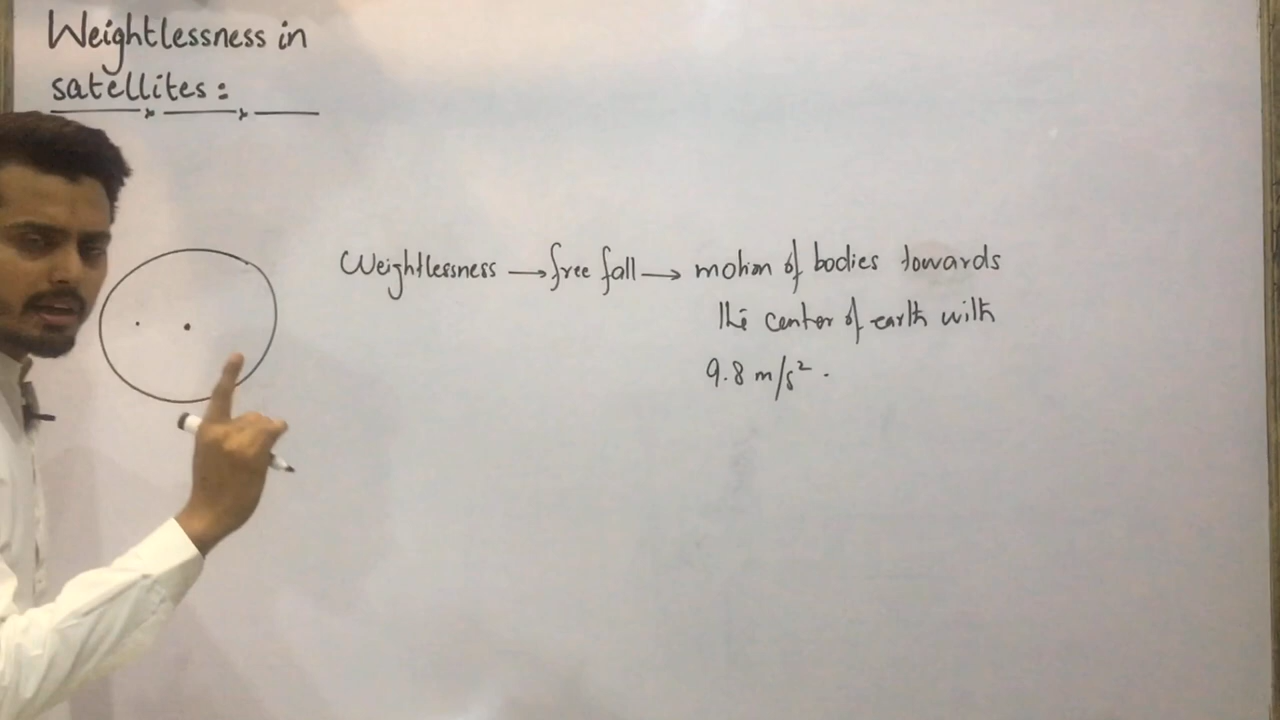 Weightlessness in
satellites :
Weightlessness → free fall → motion of bodies towards
the center of earth with
9.8 m/s² .